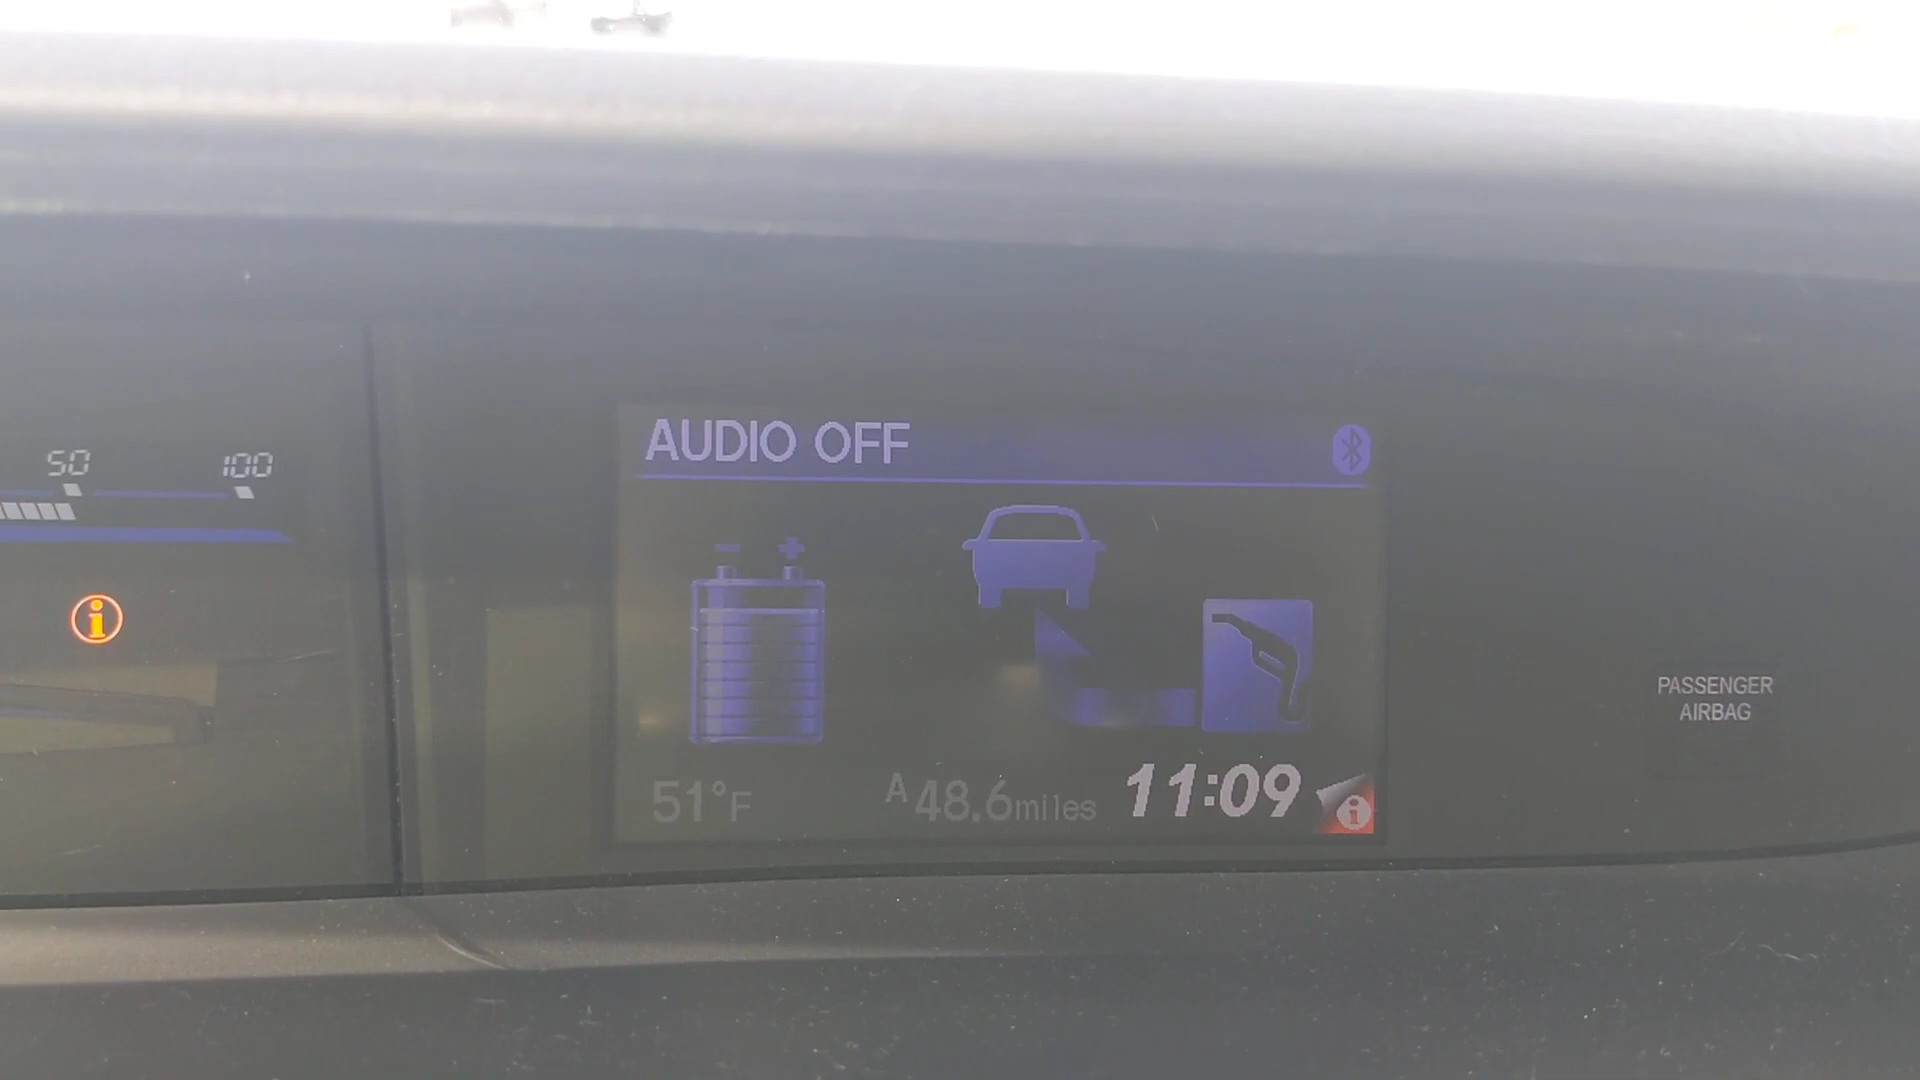 AUDIO OFF
50 100
51°F A 48.6 miles 11:09
PASSENGER
AIRBAG